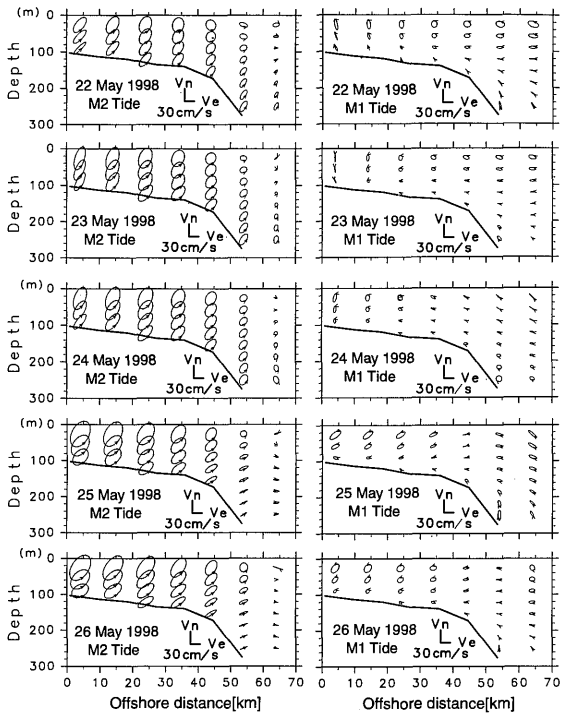 (m)
0
100
200
300
Depth
22 May 1998
M2 Tide
Vn
Ve
30cm/s
22 May 1998
M1 Tide
Vn
Ve
30cm/s
0
100
200
300
Depth
23 May 1998
M2 Tide
Vn
Ve
30cm/s
23 May 1998
M1 Tide
Vn
Ve
30cm/s
(m)
0
100
200
300
Depth
24 May 1998
M2 Tide
Vn
Ve
30cm/s
24 May 1998
M1 Tide
Vn
Ve
30cm/s
(m)
0
100
200
300
Depth
25 May 1998
M2 Tide
Vn
Ve
30cm/s
25 May 1998
M1 Tide
Vn
Ve
30cm/s
(m)
0
100
200
300
Depth
26 May 1998
M2 Tide
Vn
Ve
30cm/s
26 May 1998
M1 Tide
Vn
Ve
30cm/s
0 10 20 30 40 50 60 70
0 10 20 30 40 50 60 70
Offshore distance[km]
Offshore distance[km]